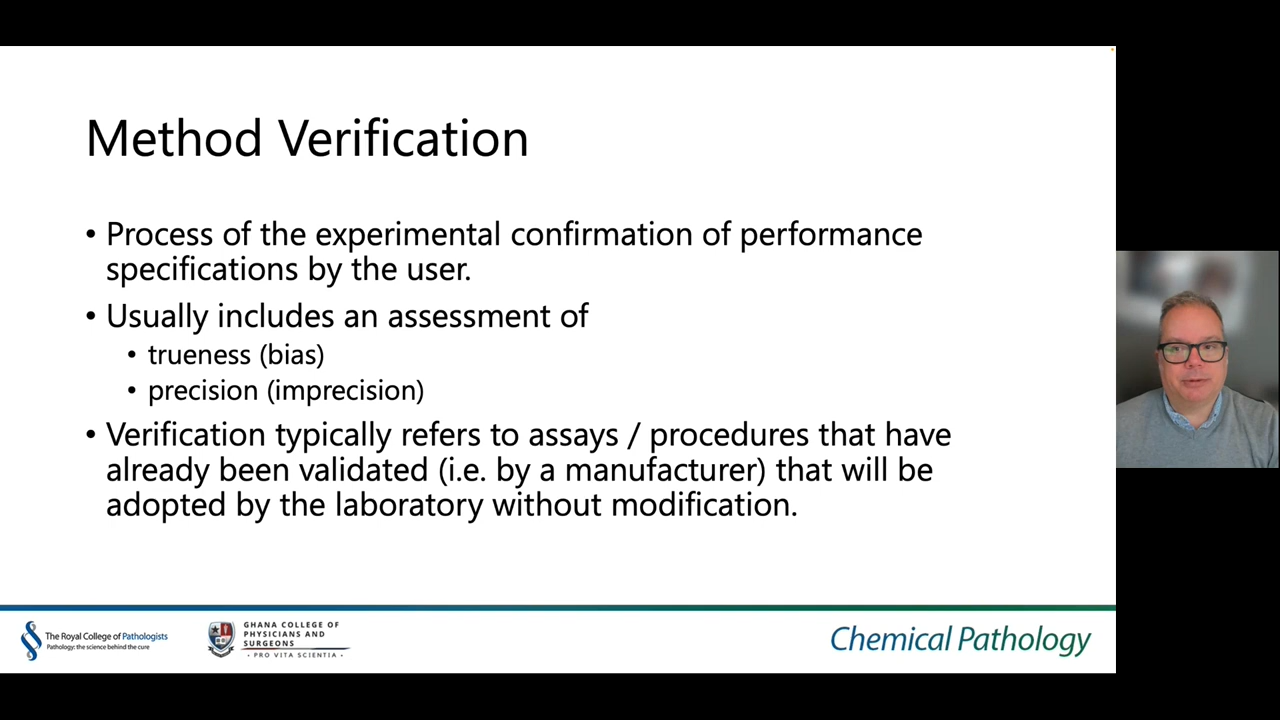 Method Verification
• Process of the experimental confirmation of performance
specifications by the user.
• Usually includes an assessment of
• trueness (bias)
• precision (imprecision)
• Verification typically refers to assays / procedures that have
already been validated (i.e. by a manufacturer) that will be
adopted by the laboratory without modification.
The Royal College of Pathologists
Pathology: the science behind the cure
GHANA COLLEGE OF
PHYSICIANS AND
SURGEONS
• PRO VITA SCIENTIA •
Chemical Pathology